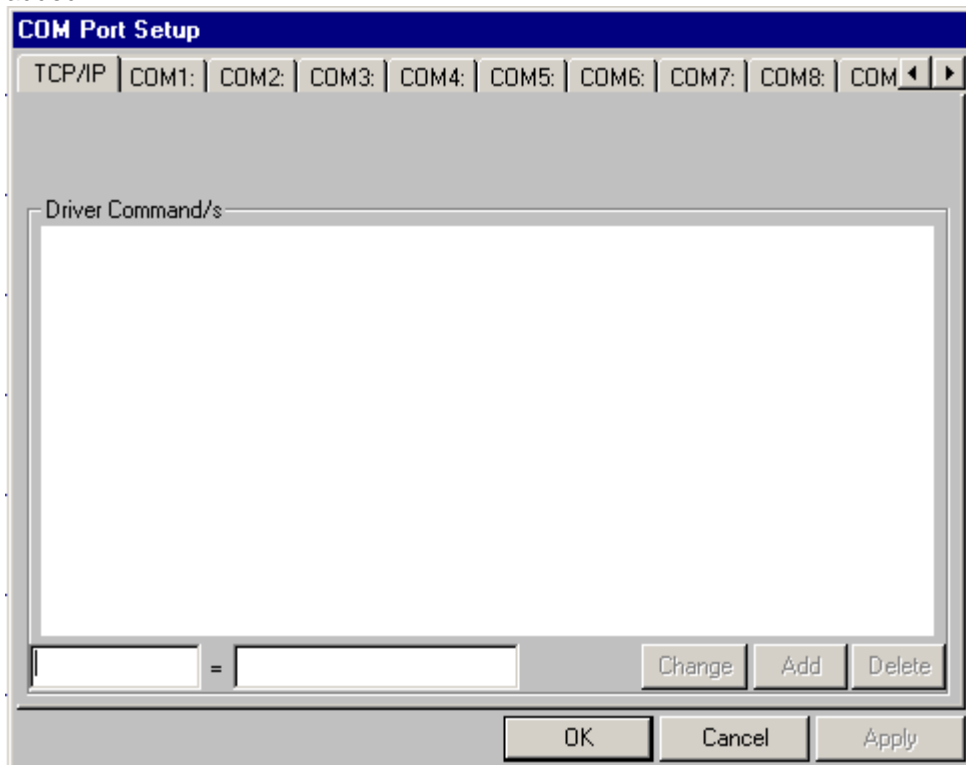 COM Port Setup
TCP/IP COM1: COM2: COM3: COM4: COM5: COM6: COM7: COM8: COM
Driver Command/s
= Change Add Delete
OK Cancel Apply